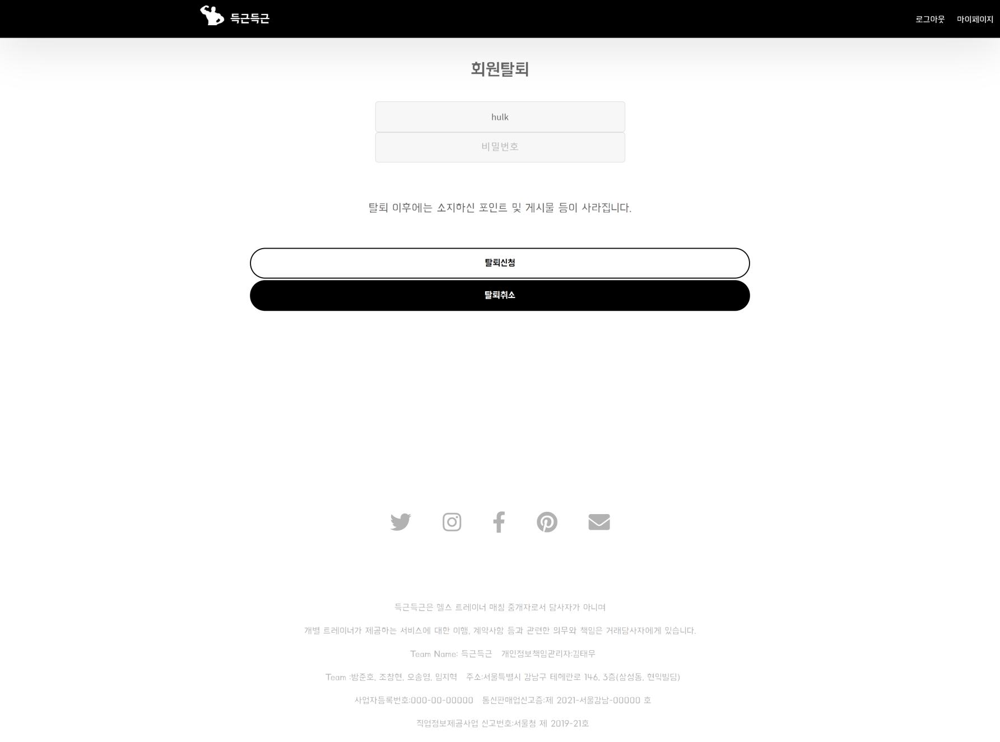 득근득근
로그아웃 마이페이지
회원탈퇴
hulk
비밀번호
탈퇴 이후에는 소지하신 포인트 및 게시물 등이 사라집니다.
탈퇴신청
탈퇴취소
득근득근은 헬스 트레이너 매칭 중개자로서 담사자가 아니며
개별 트레이너가 제공하는 서비스에 대한 이행, 계약사항 등과 관련한 의무와 책임은 거래담사자에게 있습니다.
Team Name: 득근득근 개인정보책임관리자:김태무
Team :방준호, 조창현, 오송영, 임지혁 주소:서울특별시 강남구 테헤란로 146, 3층(삼성동, 현익빌딩)
사업자등록번호:000-00-00000 통신판매업신고증:제 2021-서울강남-00000 호
직업정보제공사업 신고번호:서울청 제 2019-21호